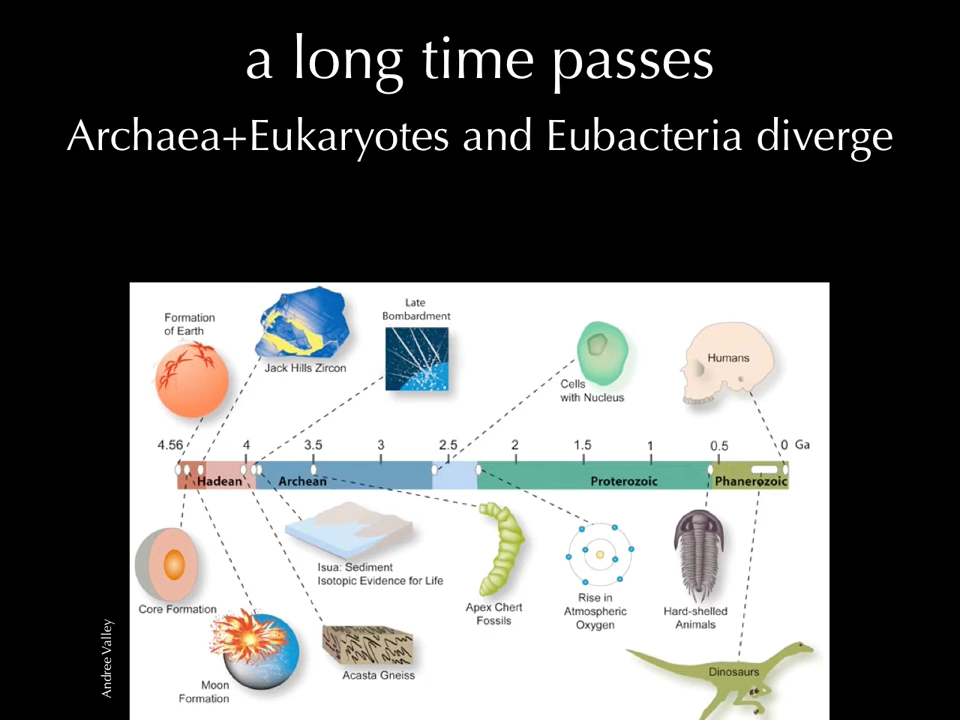 a long time passes
Archaea+Eukaryotes and Eubacteria diverge
Formation
of Earth
Jack Hills Zircon
Late
Bombardment
Cells
with Nucleus
Humans
4.56 4 3.5 3 2.5 2 1.5 1 0.5 0 Ga
Hadean Archean Proterozoic Phanerozoic
Core Formation
Isua: Sediment
Isotopic Evidence for Life
Apex Chert
Fossils
Rise in
Atmospheric
Oxygen
Hard-shelled
Animals
Moon
Formation
Acasta Gneiss
Dinosaurs
Andree Valley